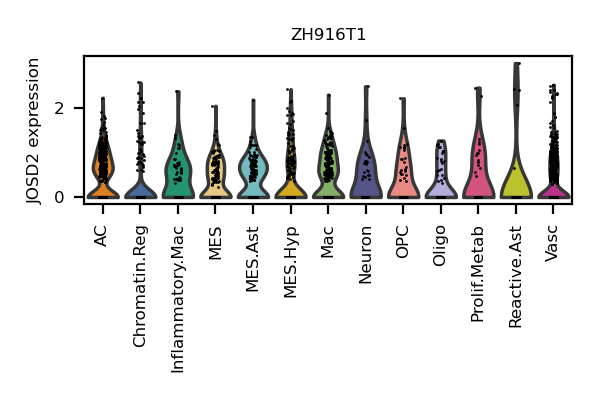 ZH916T1
JOSD2 expression
2
0
AC
Chromatin.Reg
Inflammatory.Mac
MES
MES.Ast
MES.Hyp
Mac
Neuron
OPC
Oligo
Prolif.Metab
Reactive.Ast
Vasc